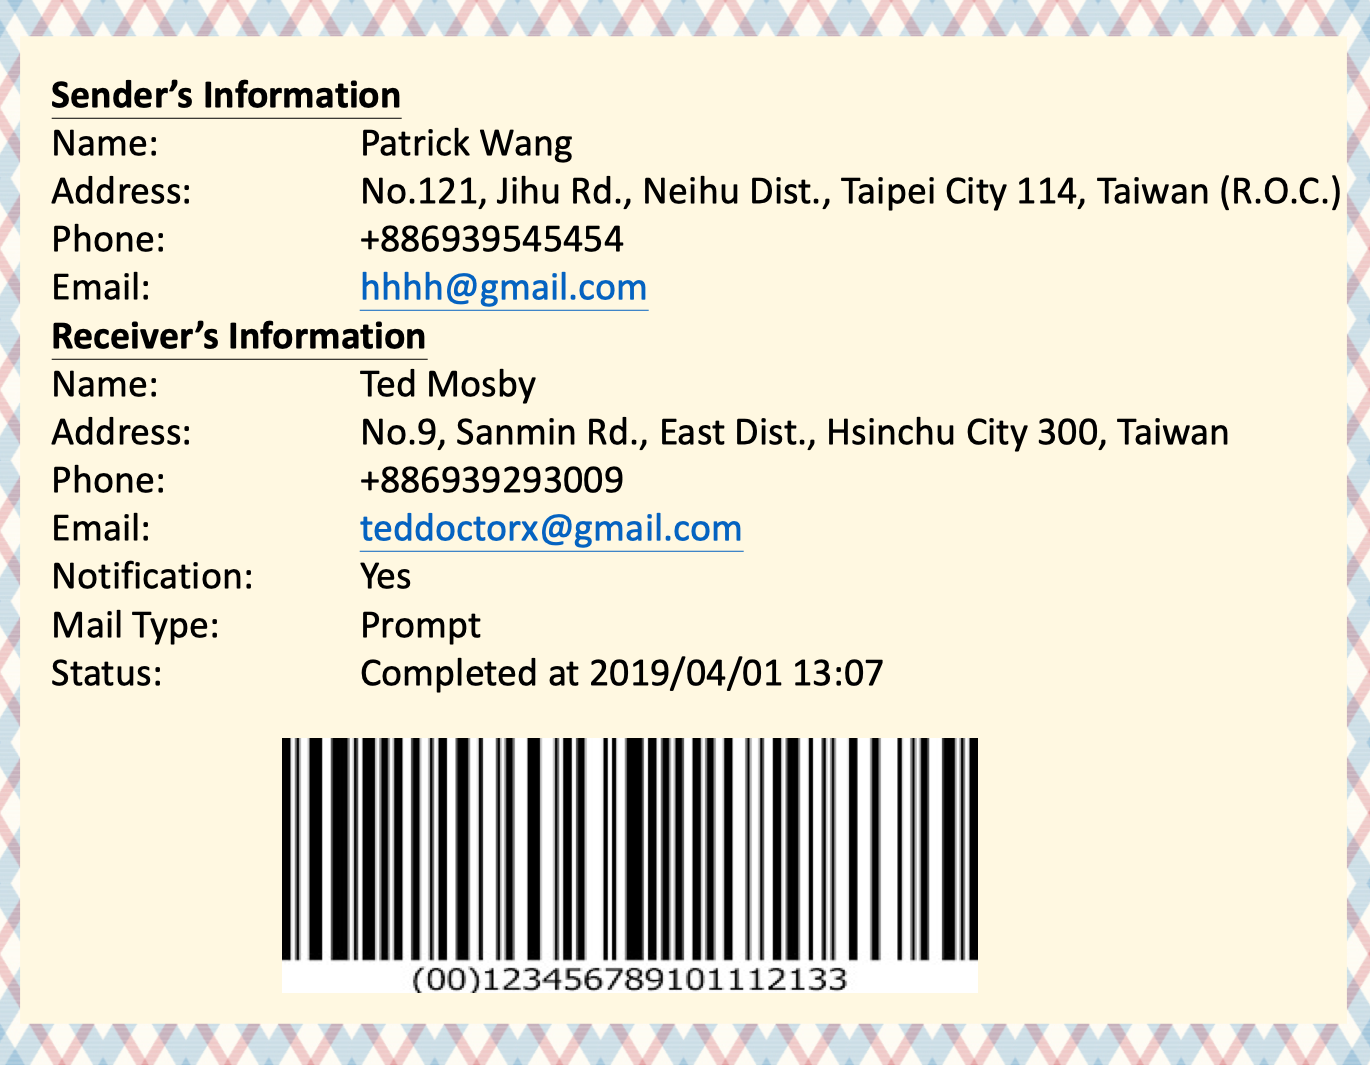 Sender’s Information
Name: Patrick Wang
Address: No.121, Jihu Rd., Neihu Dist., Taipei City 114, Taiwan (R.O.C.)
Phone: +886939545454
Email: hhhh@gmail.com
Receiver’s Information
Name: Ted Mosby
Address: No.9, Sanmin Rd., East Dist., Hsinchu City 300, Taiwan
Phone: +886939293009
Email: teddoctorx@gmail.com
Notification: Yes
Mail Type: Prompt
Status: Completed at 2019/04/01 13:07
(00)123456789101112133